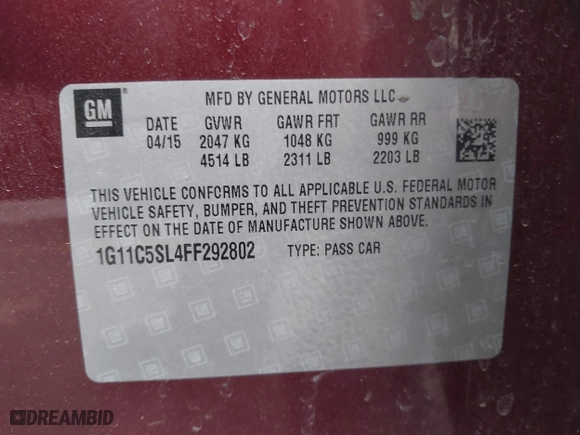 GM
MFD BY GENERAL MOTORS LLC
DATE GVWR GAWR FRT GAWR RR
04/15 2047 KG 1048 KG 999 KG
4514 LB 2311 LB 2203 LB
THIS VEHICLE CONFORMS TO ALL APPLICABLE U.S. FEDERAL MOTOR
VEHICLE SAFETY, BUMPER, AND THEFT PREVENTION STANDARDS IN
EFFECT ON THE DATE OF MANUFACTURE SHOWN ABOVE.
1G11C5SL4FF292802 TYPE: PASS CAR
DREAMBID